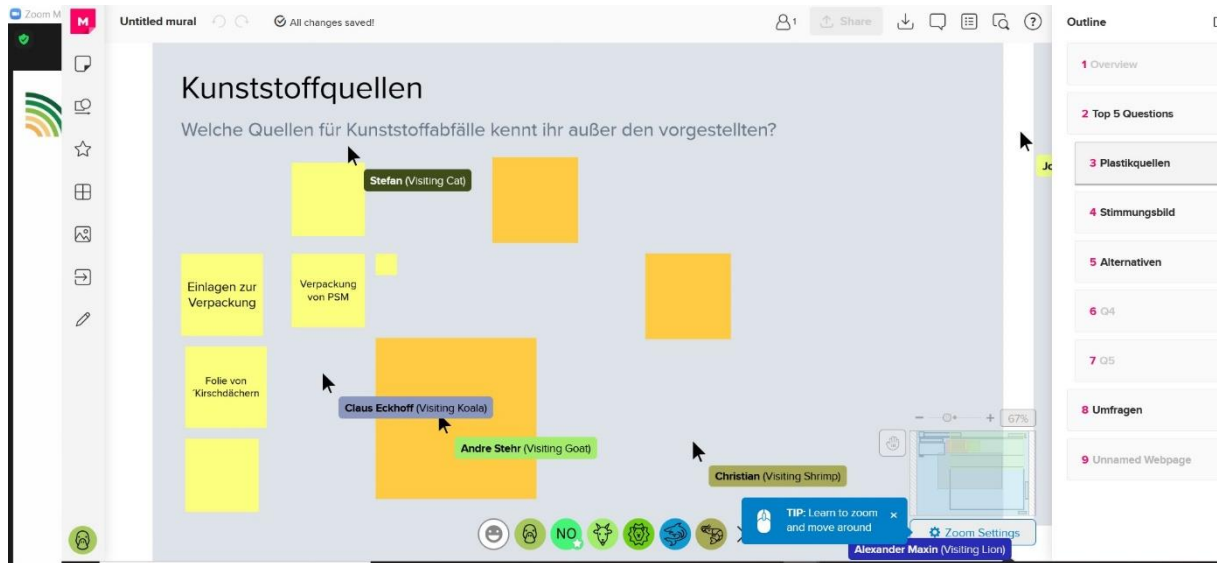 Zoom M
M
Untitled mural
All changes saved!
1
Share
?
Outline
Kunststoffquellen
Welche Quellen für Kunststoffabfälle kennt ihr außer den vorgestellten?
Stefan (Visiting Cat)
Jo
Einlagen zur
Verpackung
Verpackung
von PSM
Folie von
'Kirschdächern
Claus Eckhoff (Visiting Koala)
Andre Stehr (Visiting Goat)
Christian (Visiting Shrimp)
67%
NO
TIP: Learn to zoom
and move around
Zoom Settings
Alexander Maxin (Visiting Lion)
1 Overview
2 Top 5 Questions
3 Plastikquellen
4 Stimmungsbild
5 Alternativen
6 Q4
7 Q5
8 Umfragen
9 Unnamed Webpage